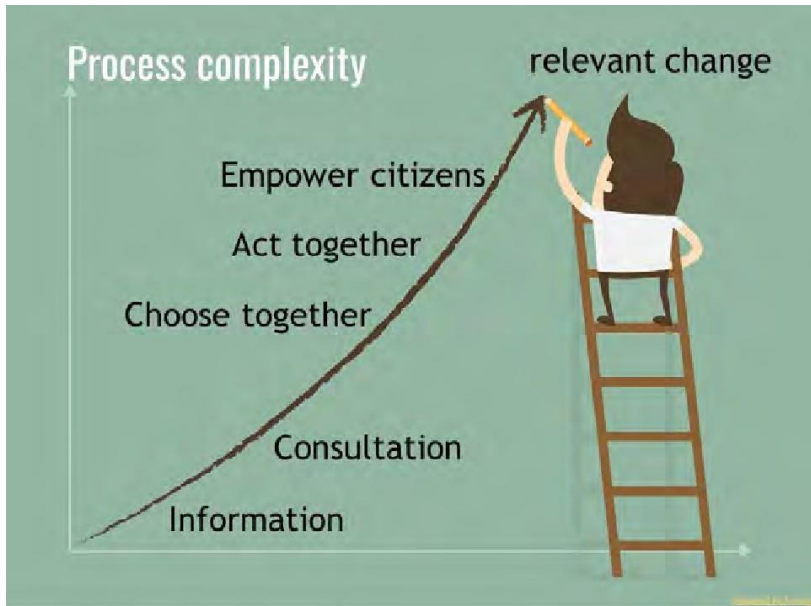 Process complexity
relevant change
Empower citizens
Act together
Choose together
Consultation
Information